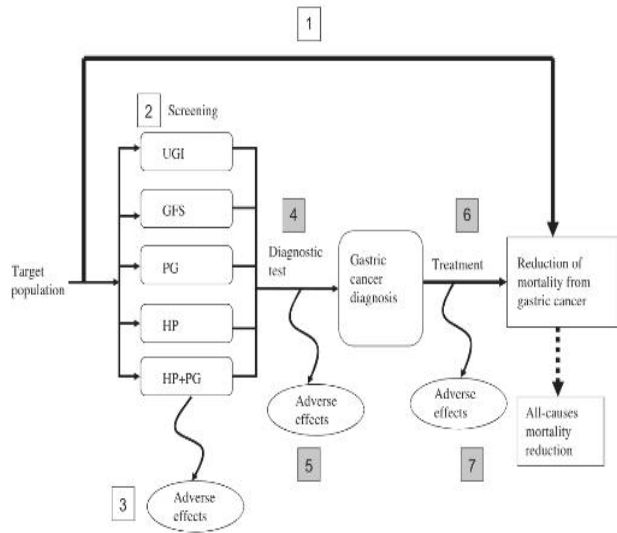 1
2 Screening
UGI
GFS
PG
HP
HP+PG
Target
population
3
Adverse
effects
4
Diagnostic
test
Adverse
effects
5
Gastric
cancer
diagnosis
6
Treatment
Adverse
effects
7
Reduction of
mortality from
gastric cancer
All-causes
mortality
reduction